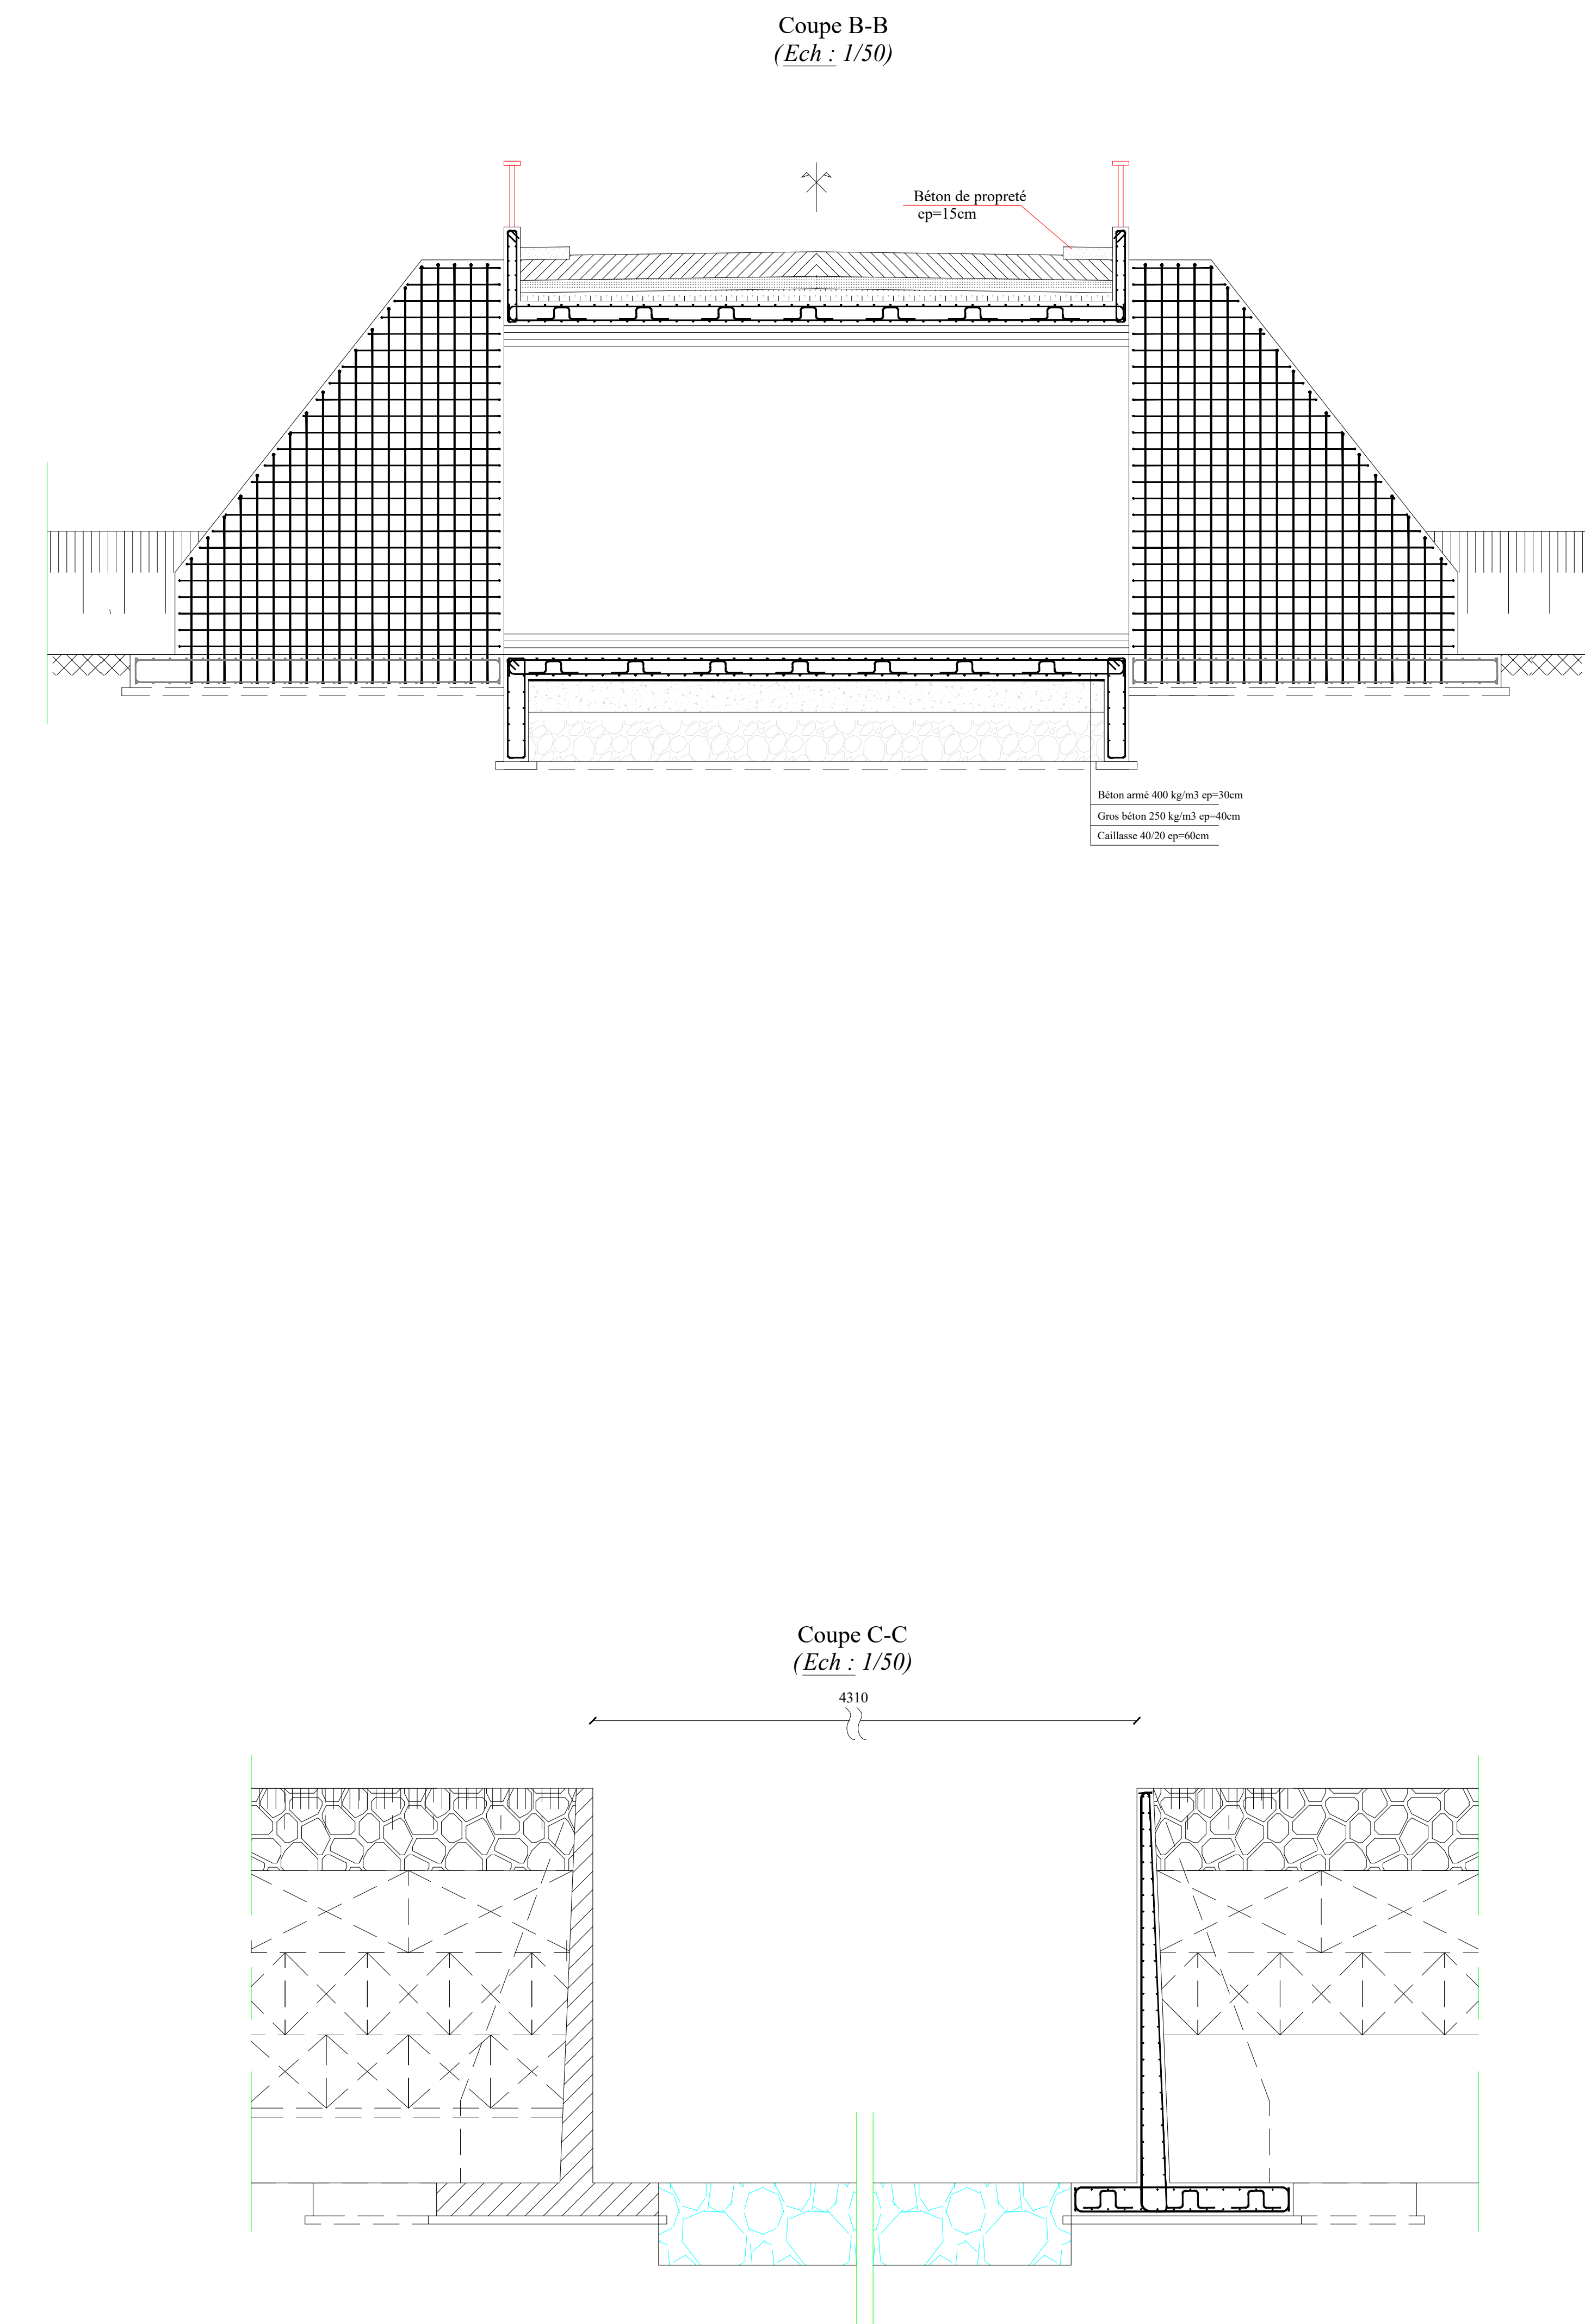 Coupe B-B
(Ech : 1/50)
Béton de propreté
ep=15cm
Béton armé 400 kg/m3 ep=30cm
Gros béton 250 kg/m3 ep=40cm
Caillasse 40/20 ep=60cm
Coupe C-C
(Ech : 1/50)
4310